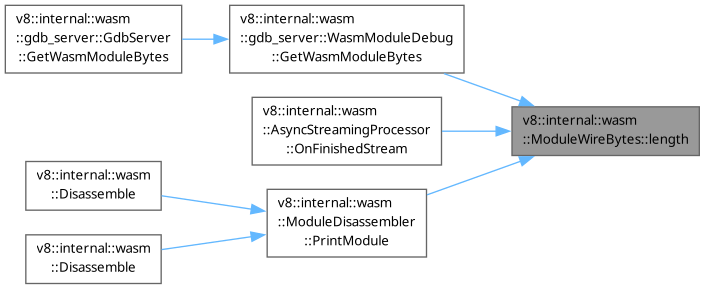 v8::internal::wasm
::gdb_server::GdbServer
::GetWasmModuleBytes
v8::internal::wasm
::gdb_server::WasmModuleDebug
::GetWasmModuleBytes
v8::internal::wasm
::AsyncStreamingProcessor
::OnFinishedStream
v8::internal::wasm
::ModuleWireBytes::length
v8::internal::wasm
::Disassemble
v8::internal::wasm
::ModuleDisassembler
::PrintModule
v8::internal::wasm
::Disassemble